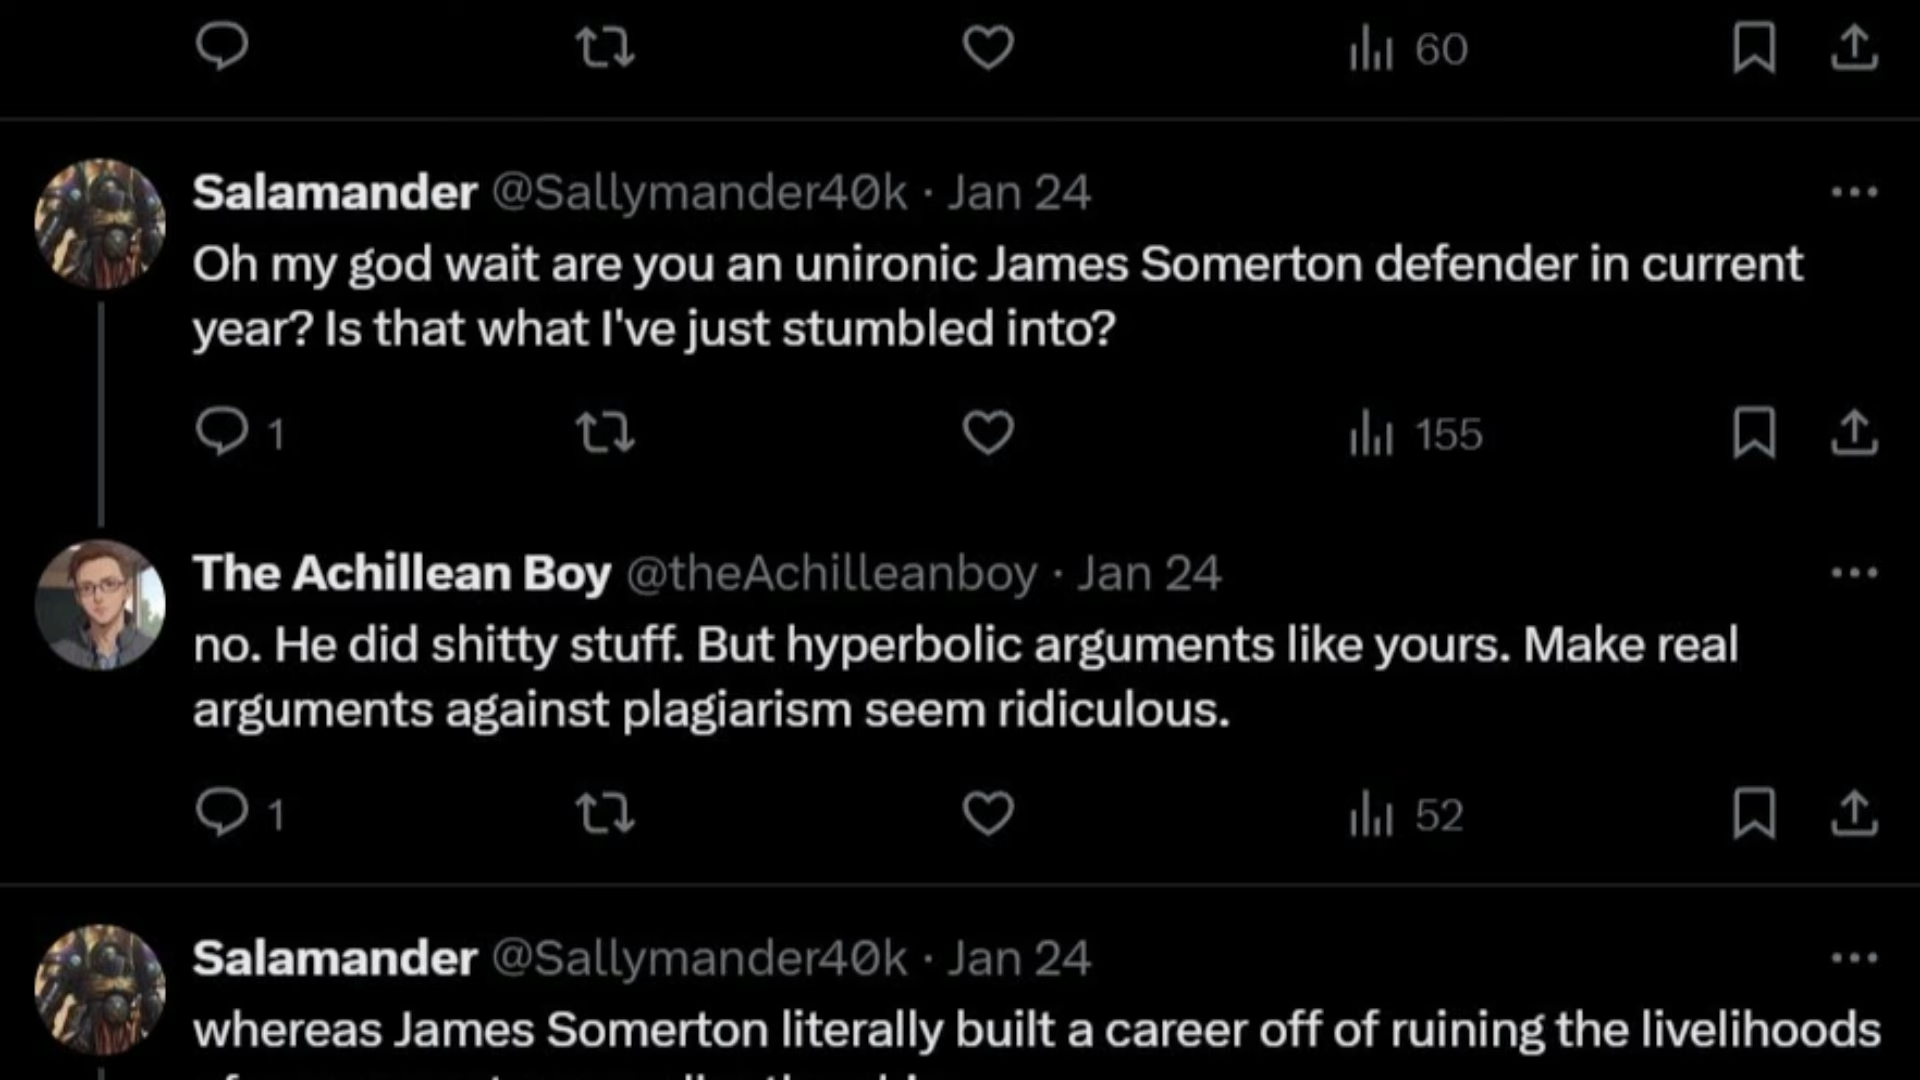 60
Salamander @Sallymander40k · Jan 24
Oh my god wait are you an unironic James Somerton defender in current
year? Is that what I've just stumbled into?
1 155
The Achillean Boy @theAchilleanboy · Jan 24
no. He did shitty stuff. But hyperbolic arguments like yours. Make real
arguments against plagiarism seem ridiculous.
1 52
Salamander @Sallymander40k · Jan 24
whereas James Somerton literally built a career off of ruining the livelihoods